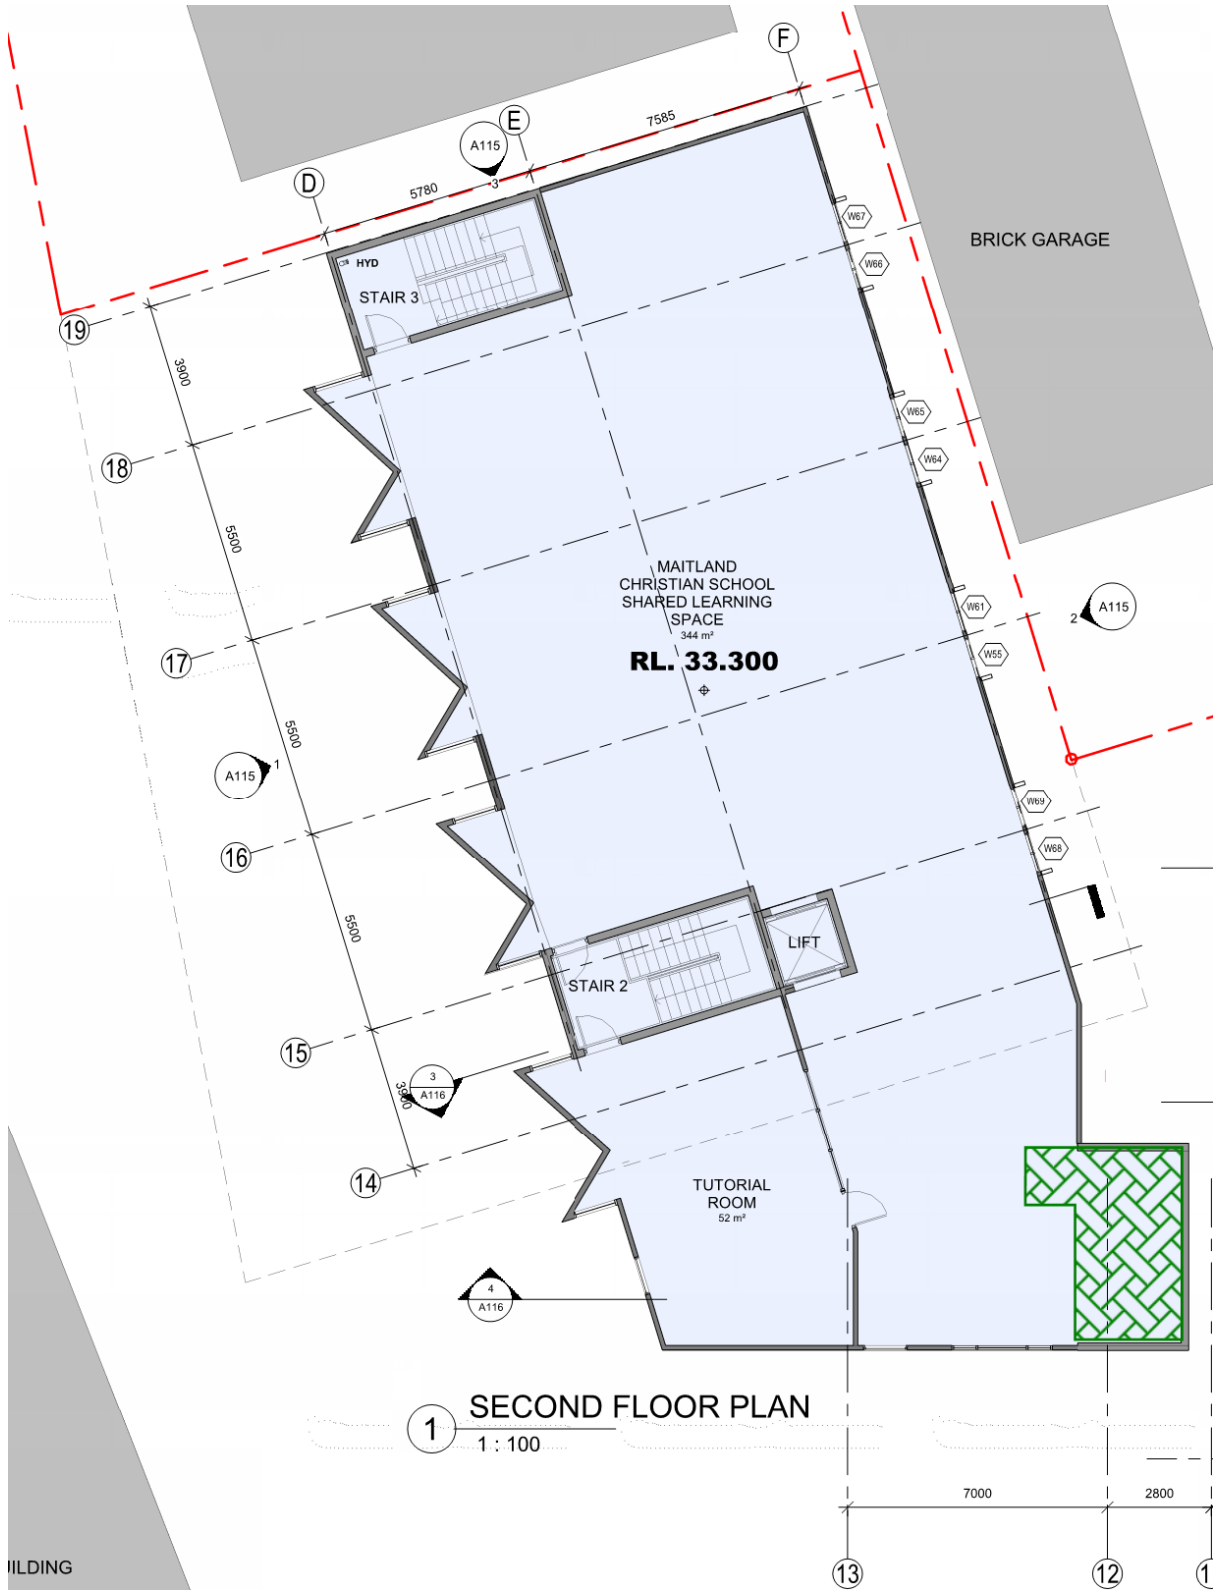 F
E
7585
A115
3
D
5780
W67
BRICK GARAGE
HYD
W66
STAIR 3
19
3900
W65
18
W64
5500
MAITLAND
CHRISTIAN SCHOOL
SHARED LEARNING
SPACE
344 m²
RL. 33.300
W61
A115
2
W55
17
5500
A115
1
W69
16
W68
5500
LIFT
STAIR 2
15
3
A116
3900
14
TUTORIAL
ROOM
52 m²
4
A116
1
SECOND FLOOR PLAN
1 : 100
7000
2800
13
12
1
UILDING